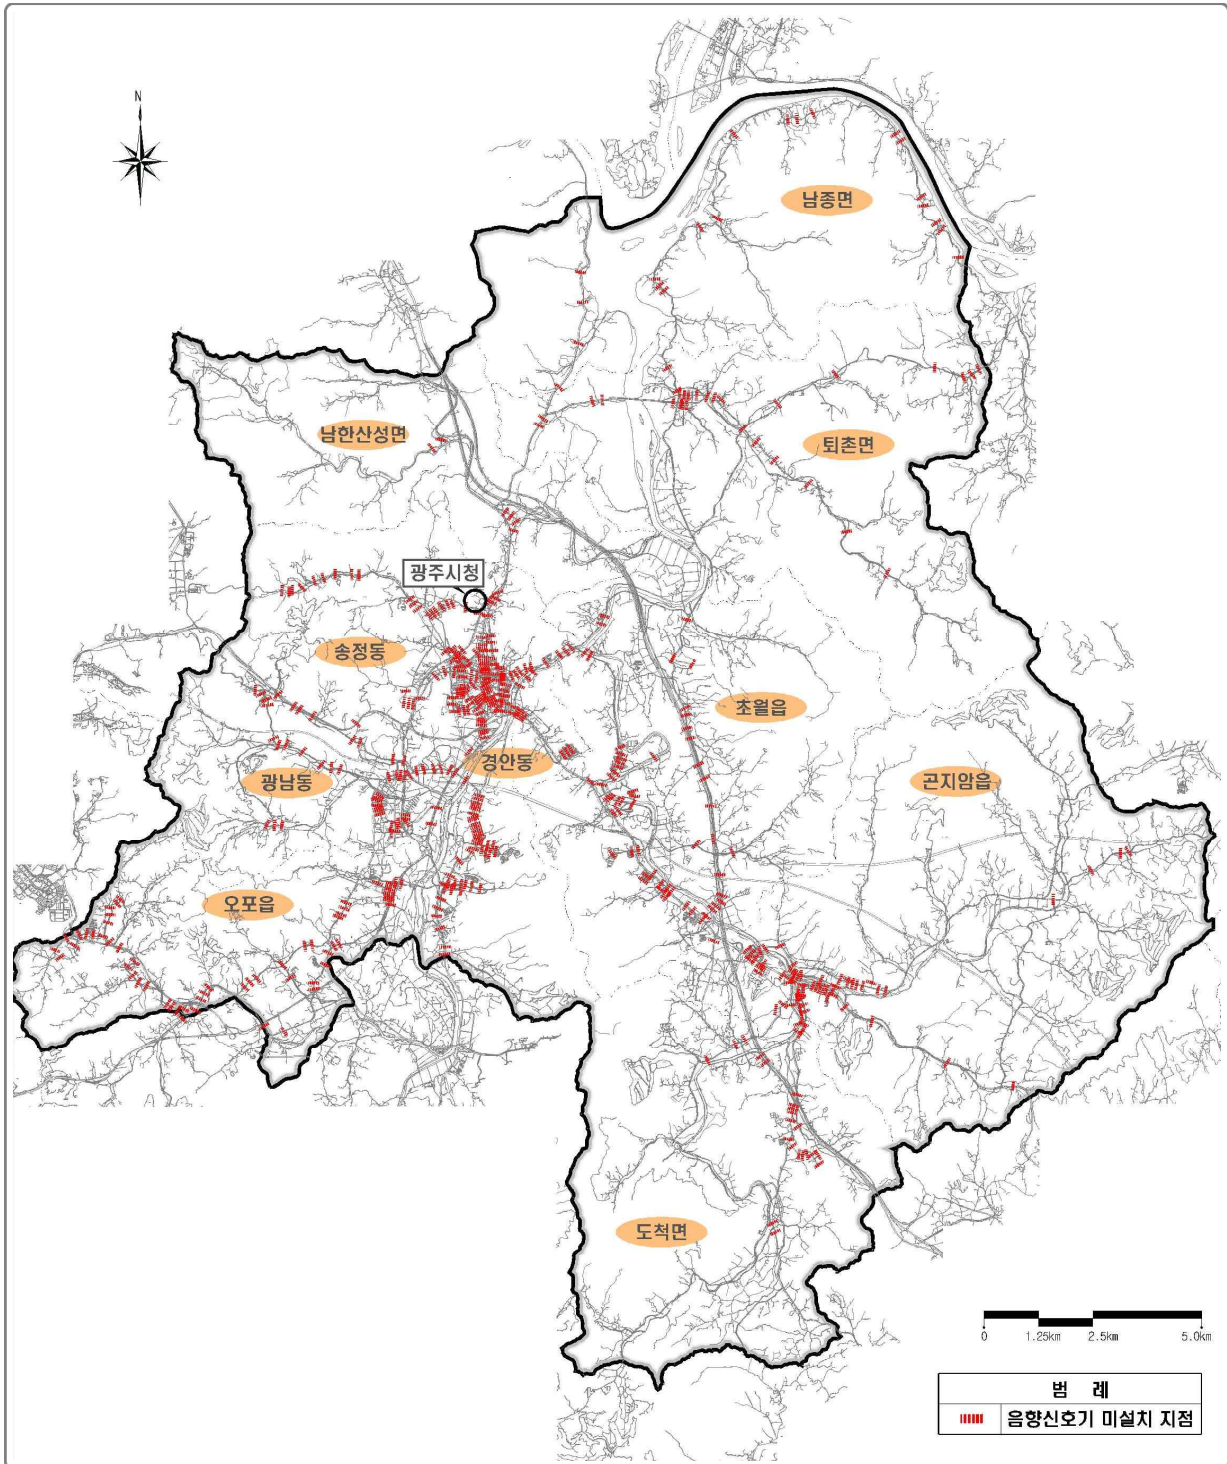 N
남종면
남한산성면
퇴촌면
광주시청
송정동
초월읍
경안동
광남동
곤지암읍
오포읍
도척면
0 1.25km 2.5km 5.0km
범 례
음향신호기 미설치 지점